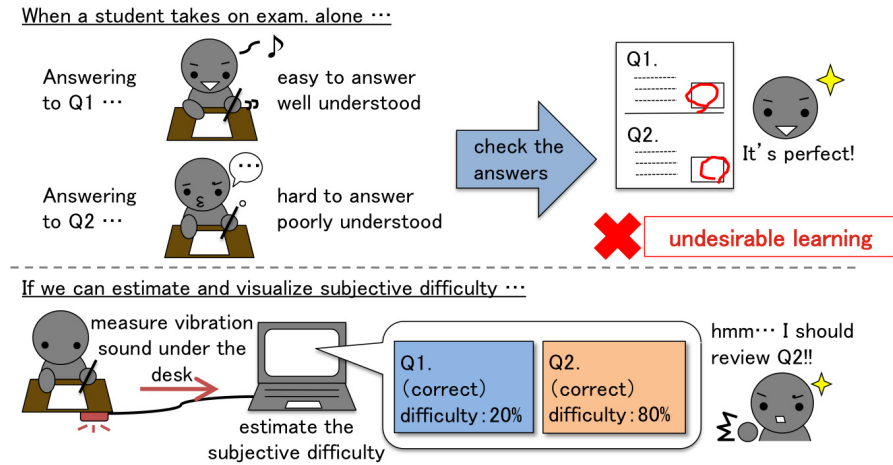 When a student takes on exam. alone …
Answering
to Q1 …
easy to answer
well understood
Answering
to Q2 …
…
hard to answer
poorly understood
check the
answers
Q1.
Q2.
It's perfect!
undesirable learning
If we can estimate and visualize subjective difficulty …
measure vibration
sound under the
desk
estimate the
subjective difficulty
Q1.
(correct)
difficulty:20%
Q2.
(correct)
difficulty:80%
hmm… I should
review Q2!!